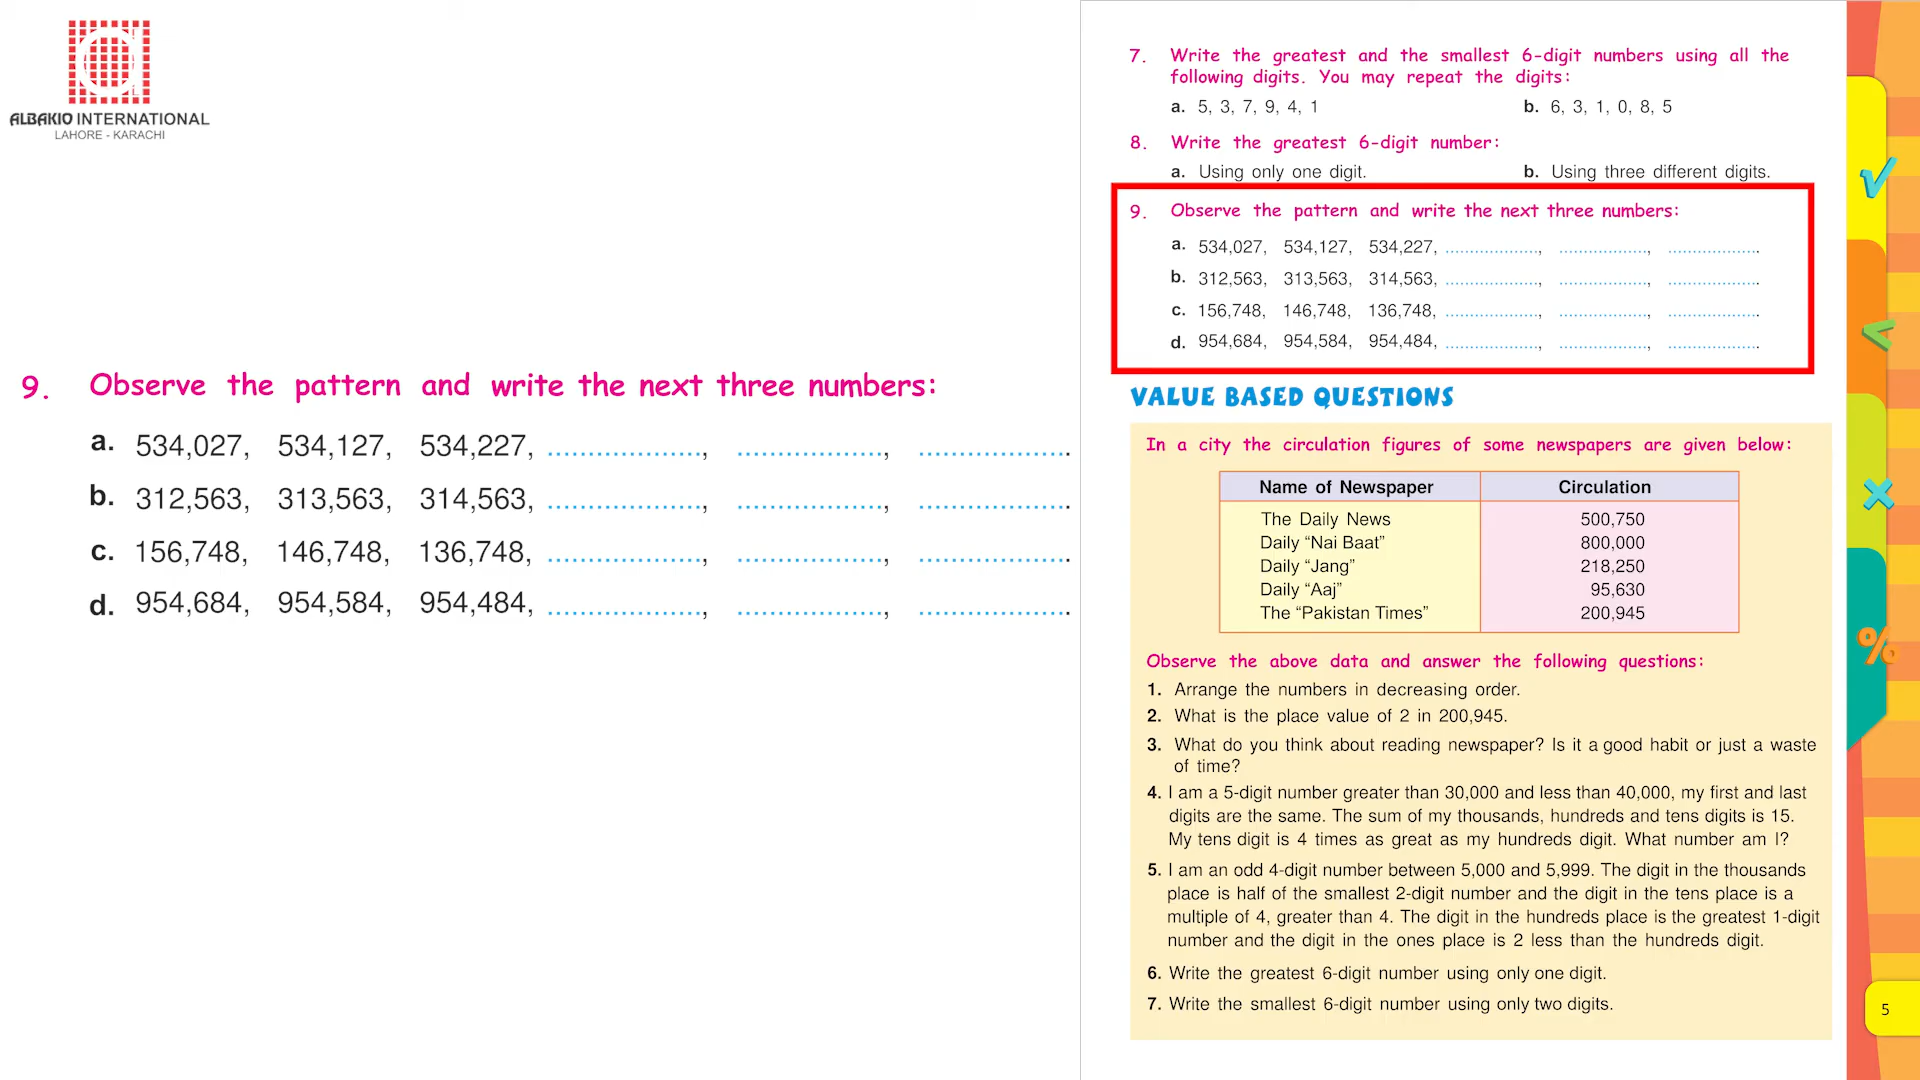 ALBAKIO INTERNATIONAL
LAHORE - KARACHI
9. Observe the pattern and write the next three numbers:
a. 534,027, 534,127, 534,227, ..................., .................., ..................
b. 312,563, 313,563, 314,563, ..................., .................., ..................
c. 156,748, 146,748, 136,748, ..................., .................., ..................
d. 954,684, 954,584, 954,484, ..................., .................., ..................
7. Write the greatest and the smallest 6-digit numbers using all the
following digits. You may repeat the digits:
a. 5, 3, 7, 9, 4, 1 b. 6, 3, 1, 0, 8, 5
8. Write the greatest 6-digit number:
a. Using only one digit. b. Using three different digits.
9. Observe the pattern and write the next three numbers:
a. 534,027, 534,127, 534,227, ..................., .................., ..................
b. 312,563, 313,563, 314,563, ..................., .................., ..................
c. 156,748, 146,748, 136,748, ..................., .................., ..................
d. 954,684, 954,584, 954,484, ..................., .................., ..................
VALUE BASED QUESTIONS
In a city the circulation figures of some newspapers are given below:
Name of Newspaper Circulation
The Daily News 500,750
Daily “Nai Baat” 800,000
Daily “Jang” 218,250
Daily “Aaj” 95,630
The “Pakistan Times” 200,945
Observe the above data and answer the following questions:
1. Arrange the numbers in decreasing order.
2. What is the place value of 2 in 200,945.
3. What do you think about reading newspaper? Is it a good habit or just a waste
of time?
4. I am a 5-digit number greater than 30,000 and less than 40,000, my first and last
digits are the same. The sum of my thousands, hundreds and tens digits is 15.
My tens digit is 4 times as great as my hundreds digit. What number am I?
5. I am an odd 4-digit number between 5,000 and 5,999. The digit in the thousands
place is half of the smallest 2-digit number and the digit in the tens place is a
multiple of 4, greater than 4. The digit in the hundreds place is the greatest 1-digit
number and the digit in the ones place is 2 less than the hundreds digit.
6. Write the greatest 6-digit number using only one digit.
7. Write the smallest 6-digit number using only two digits.
√
<
×
%
5